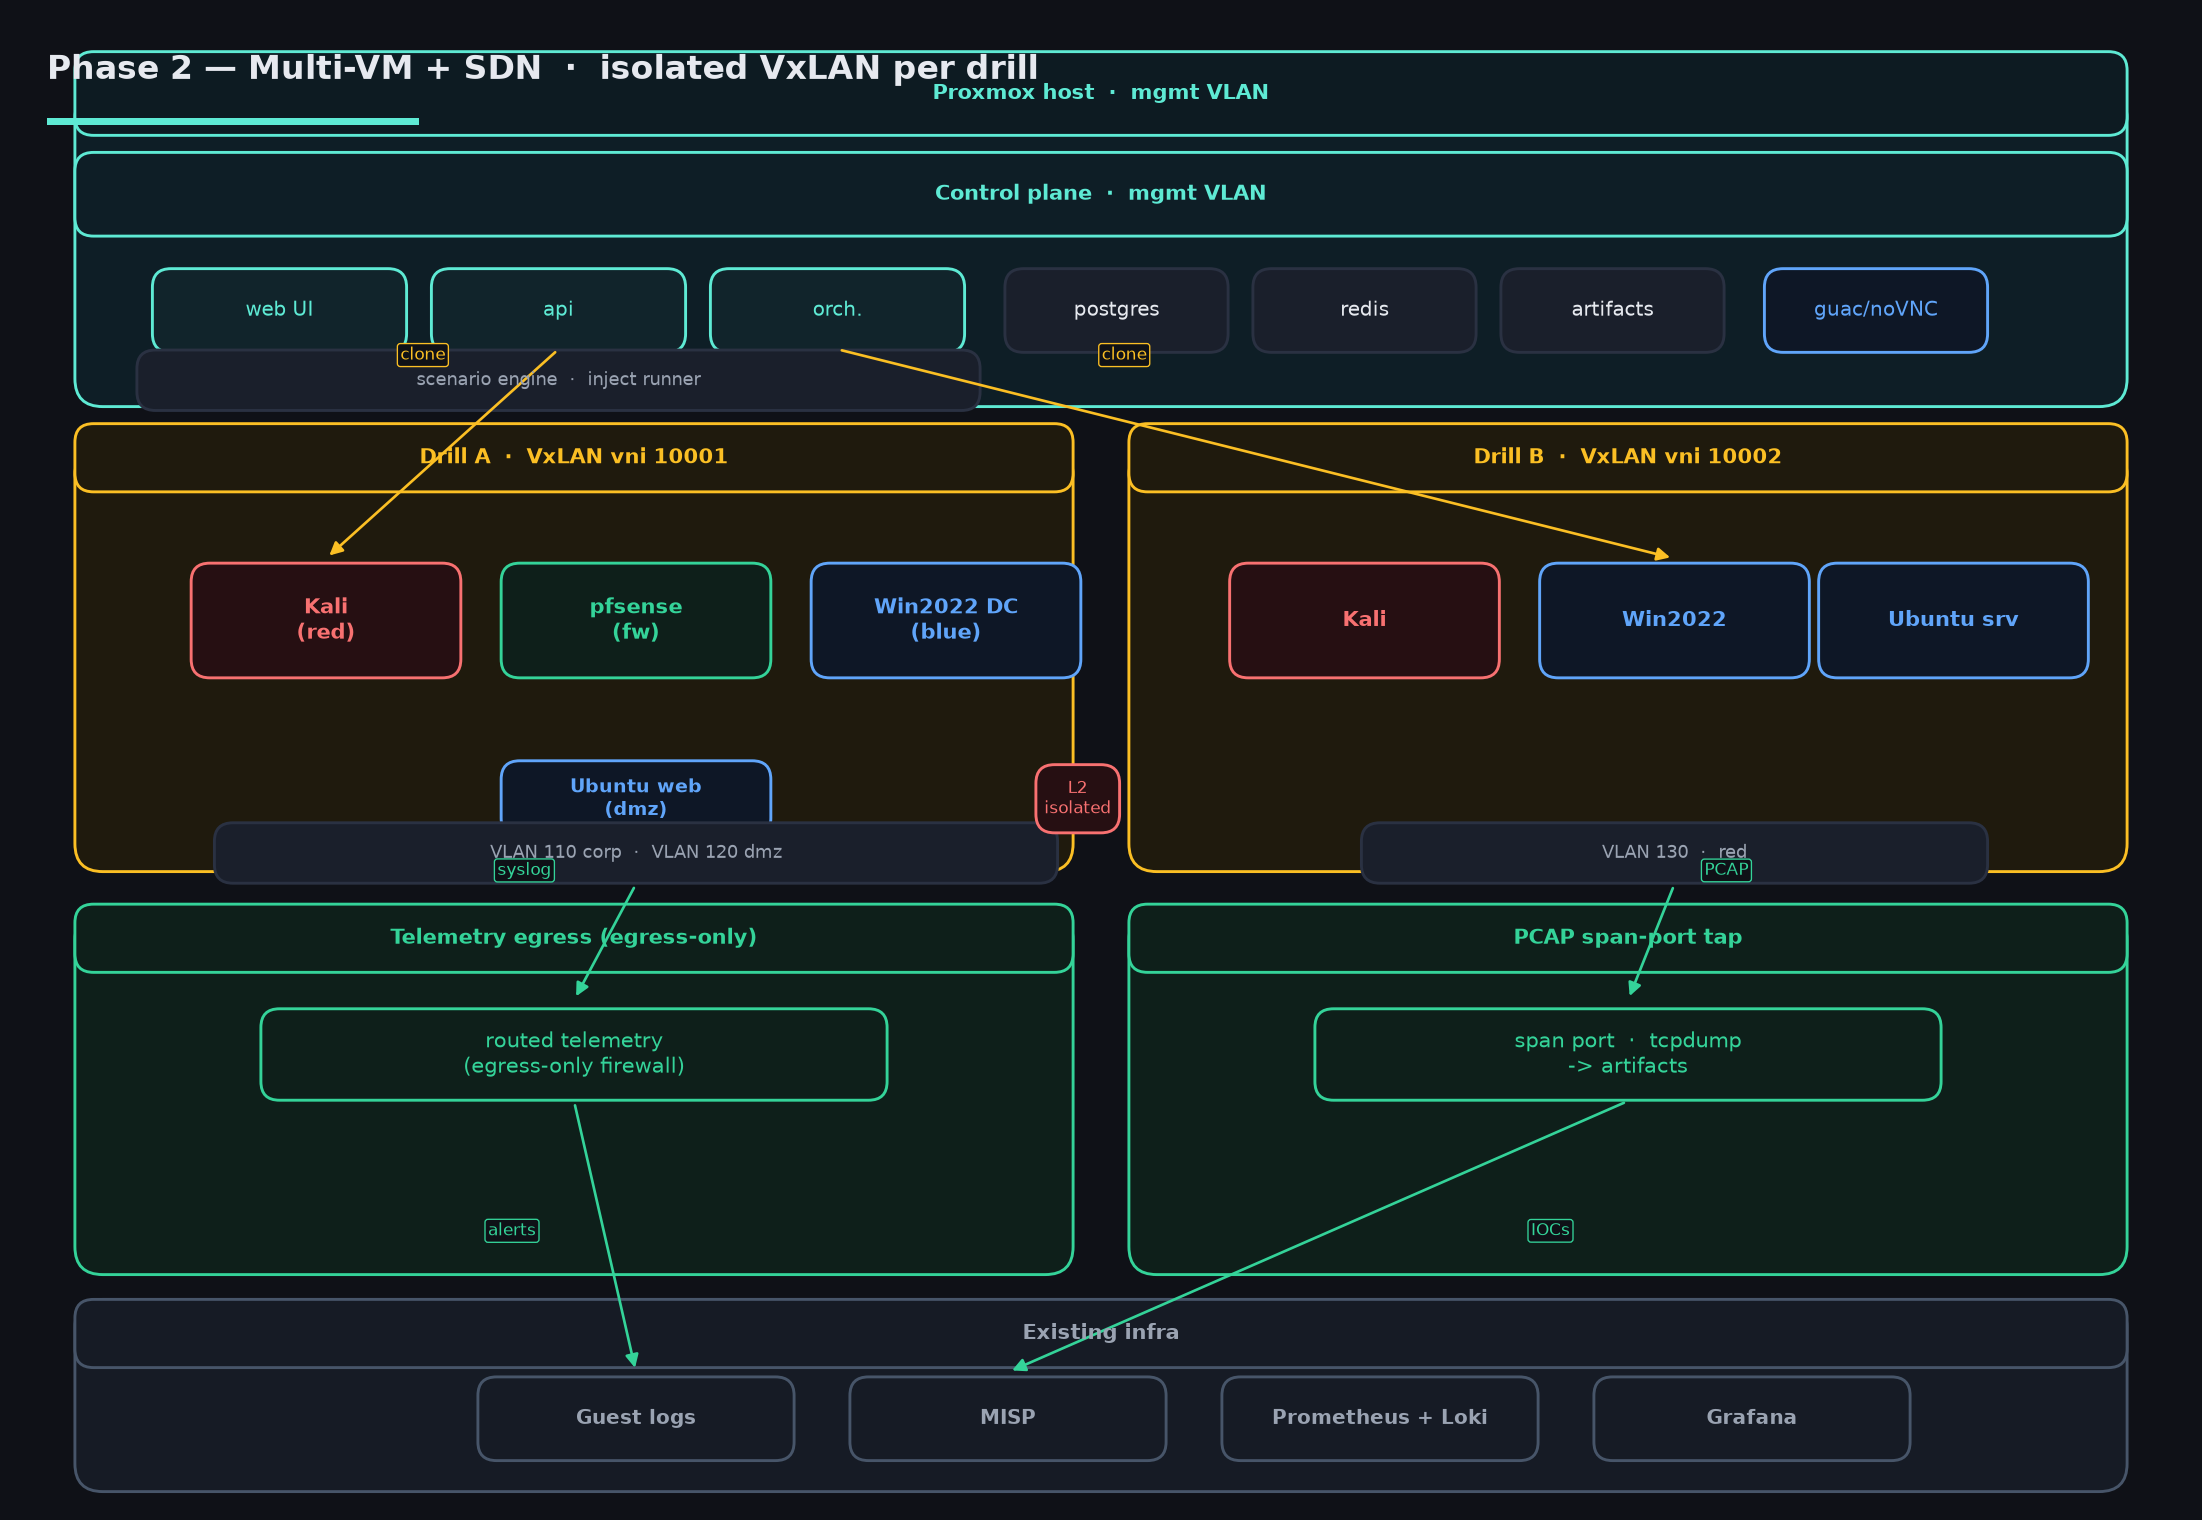 Phase 2 — Multi-VM + SDN · isolated VxLAN per drill
Proxmox host · mgmt VLAN
Control plane · mgmt VLAN
web UI
api
orch.
postgres
redis
artifacts
guac/noVNC
clone
clone
scenario engine · inject runner
Drill A · VxLAN vni 10001
Drill B · VxLAN vni 10002
Kali
(red)
pfsense
(fw)
Win2022 DC
(blue)
Kali
Win2022
Ubuntu srv
Ubuntu web
(dmz)
L2
isolated
VLAN 110 corp · VLAN 120 dmz
VLAN 130 · red
syslog
PCAP
Telemetry egress (egress-only)
PCAP span-port tap
routed telemetry
(egress-only firewall)
span port · tcpdump
-> artifacts
alerts
IOCs
Existing infra
Guest logs
MISP
Prometheus + Loki
Grafana